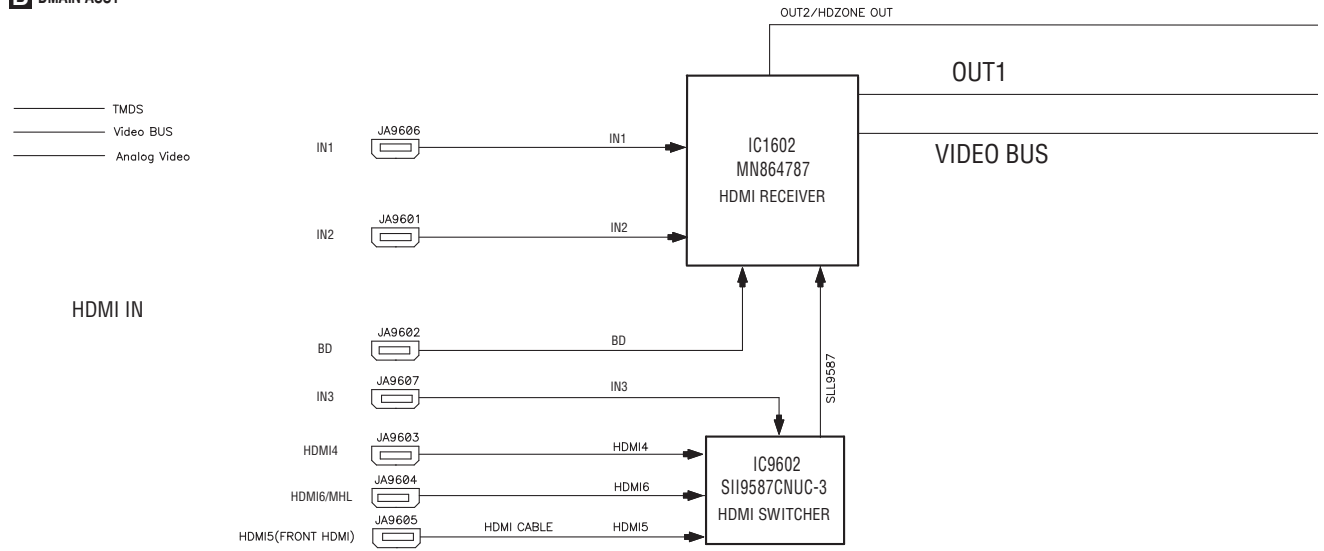 D DMAIN ASSY
OUT2/HDZONE OUT
OUT1
TMDS
Video BUS
Analog Video
IN1
JA9606
IN1
IC1602
MN864787
HDMI RECEIVER
VIDEO BUS
IN2
JA9601
IN2
HDMI IN
BD
JA9602
BD
IN3
JA9607
IN3
SLL9587
HDMI4
JA9603
HDMI4
IC9602
SII9587CNUC-3
HDMI SWITCHER
HDMI6/MHL
JA9604
HDMI6
HDMI5(FRONT HDMI)
JA9605
HDMI CABLE
HDMI5